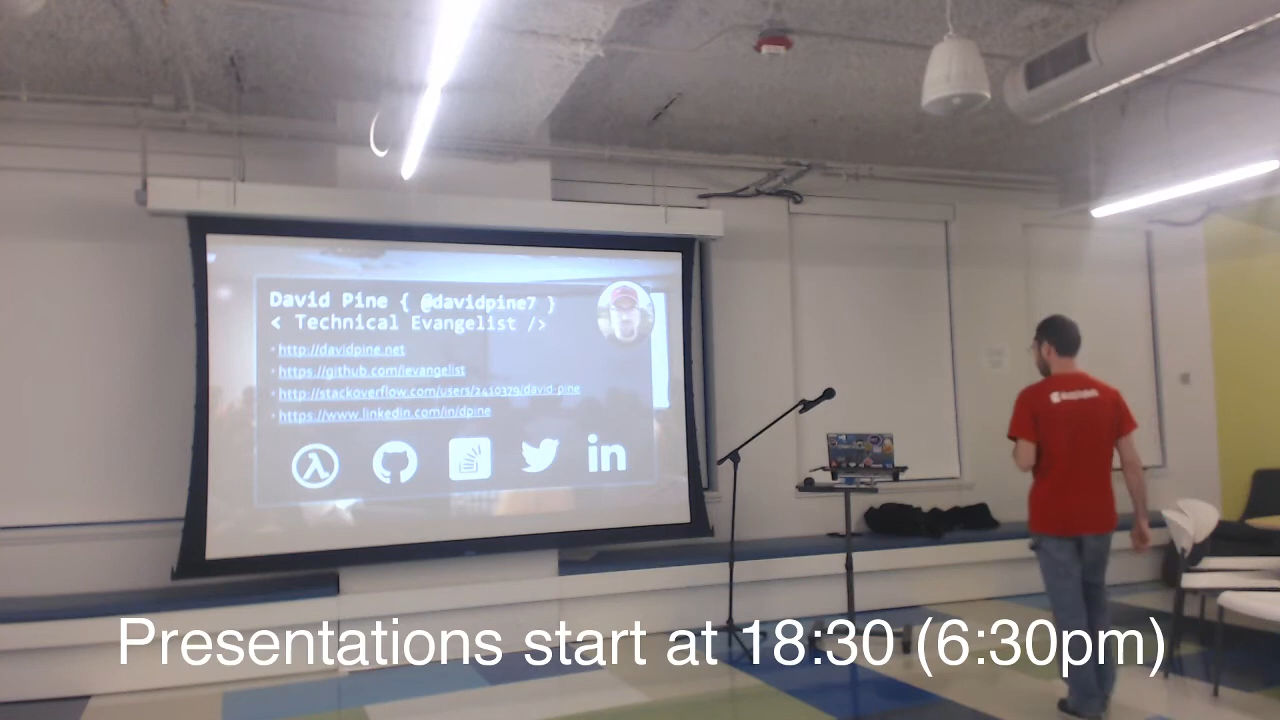 David Pine { @davidpine7 }
< Technical Evangelist />
http://davidpine.net
https://github.com/ievangelist
http://stackoverflow.com/users/2410379/david-pine
https://www.linkedin.com/in/dpine
in
Presentations start at 18:30 (6:30pm)